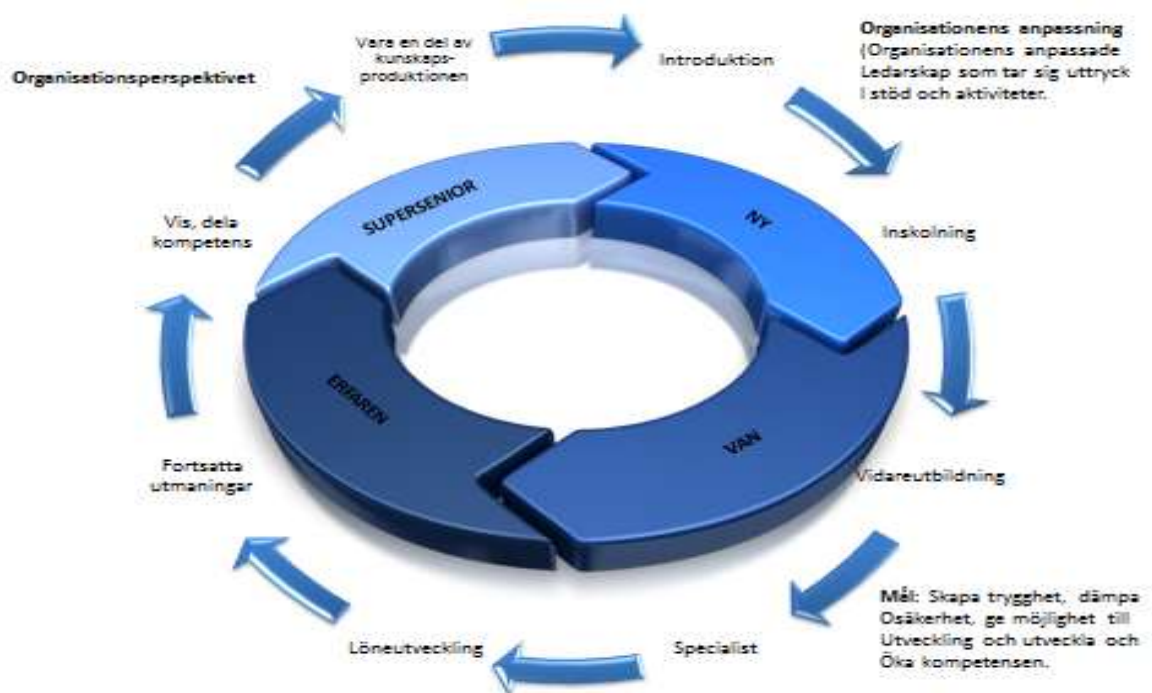 Organisationsperspektivet
Vara en del av
kunskaps-
produktionen
Introduktion
Organisationens anpassning
(Organisationens anpassade
Ledarskap som tar sig uttryck
I stöd och aktiviteter.
Inskolning
Vidareutbildning
Mål: Skapa trygghet, dämpa
Osäkerhet, ge möjlighet till
Utveckling och utveckla och
Öka kompetensen.
Specialist
Löneutveckling
Fortsatta
utmaningar
Vis, dela
kompetens
SUPERSENIOR
NY
VAN
ERFAREN